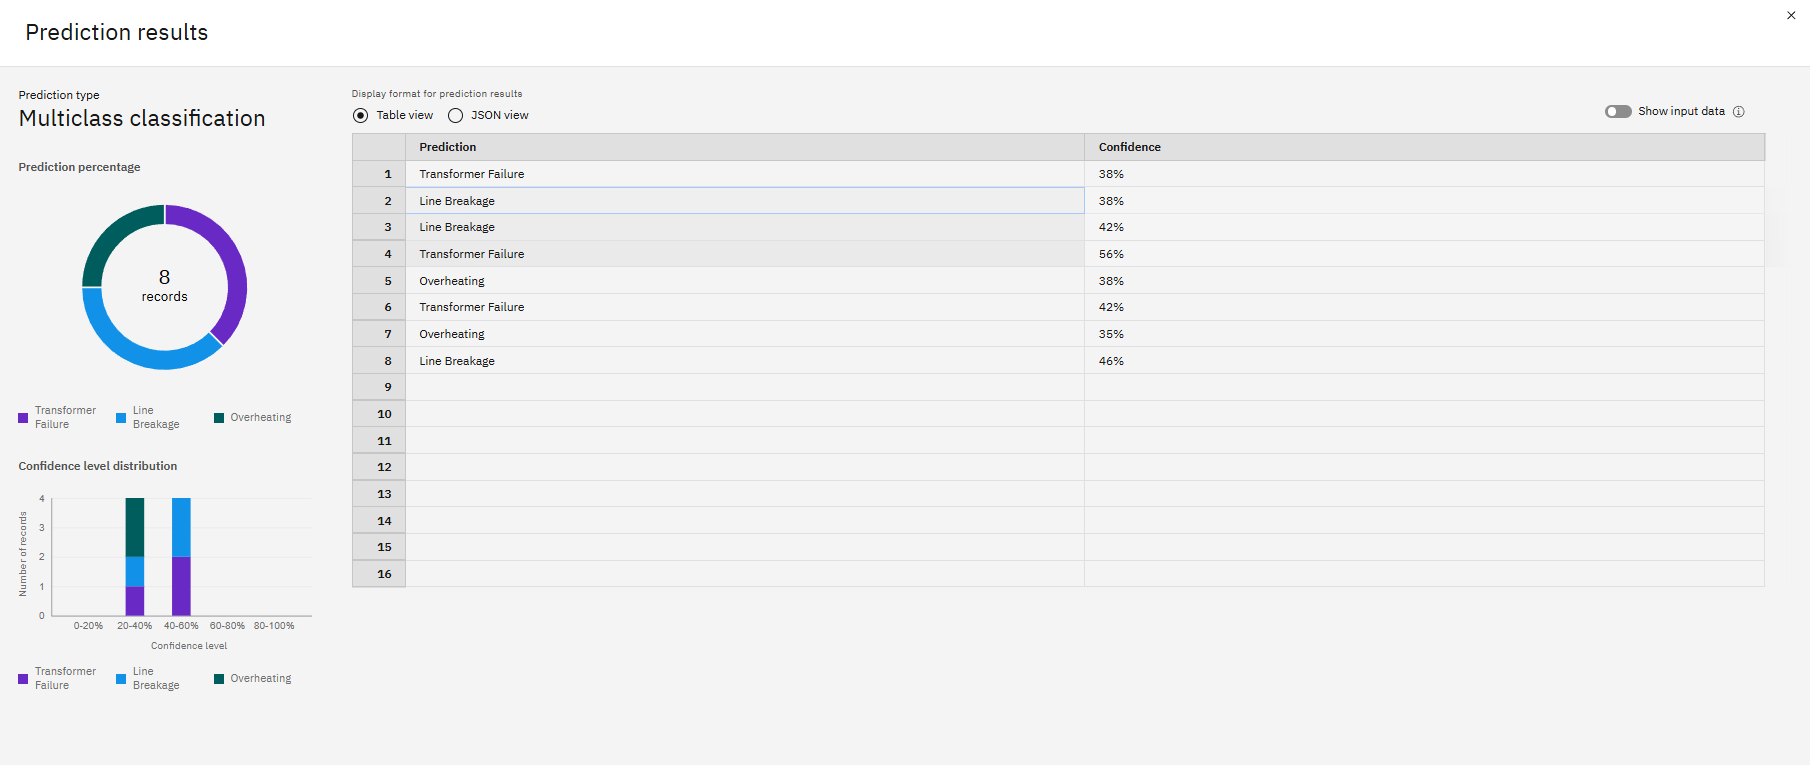 Prediction results
×
Prediction type
Multiclass classification
Prediction percentage
8
records
Transformer Failure
Line Breakage
Overheating
Confidence level distribution
Number of records
4
3
2
1
0
0-20% 20-40% 40-60% 60-80% 80-100%
Confidence level
Transformer Failure
Line Breakage
Overheating
Display format for prediction results
Table view JSON view
Show input data
Prediction Confidence
1 Transformer Failure 38%
2 Line Breakage 38%
3 Line Breakage 42%
4 Transformer Failure 56%
5 Overheating 38%
6 Transformer Failure 42%
7 Overheating 35%
8 Line Breakage 46%
9
10
11
12
13
14
15
16